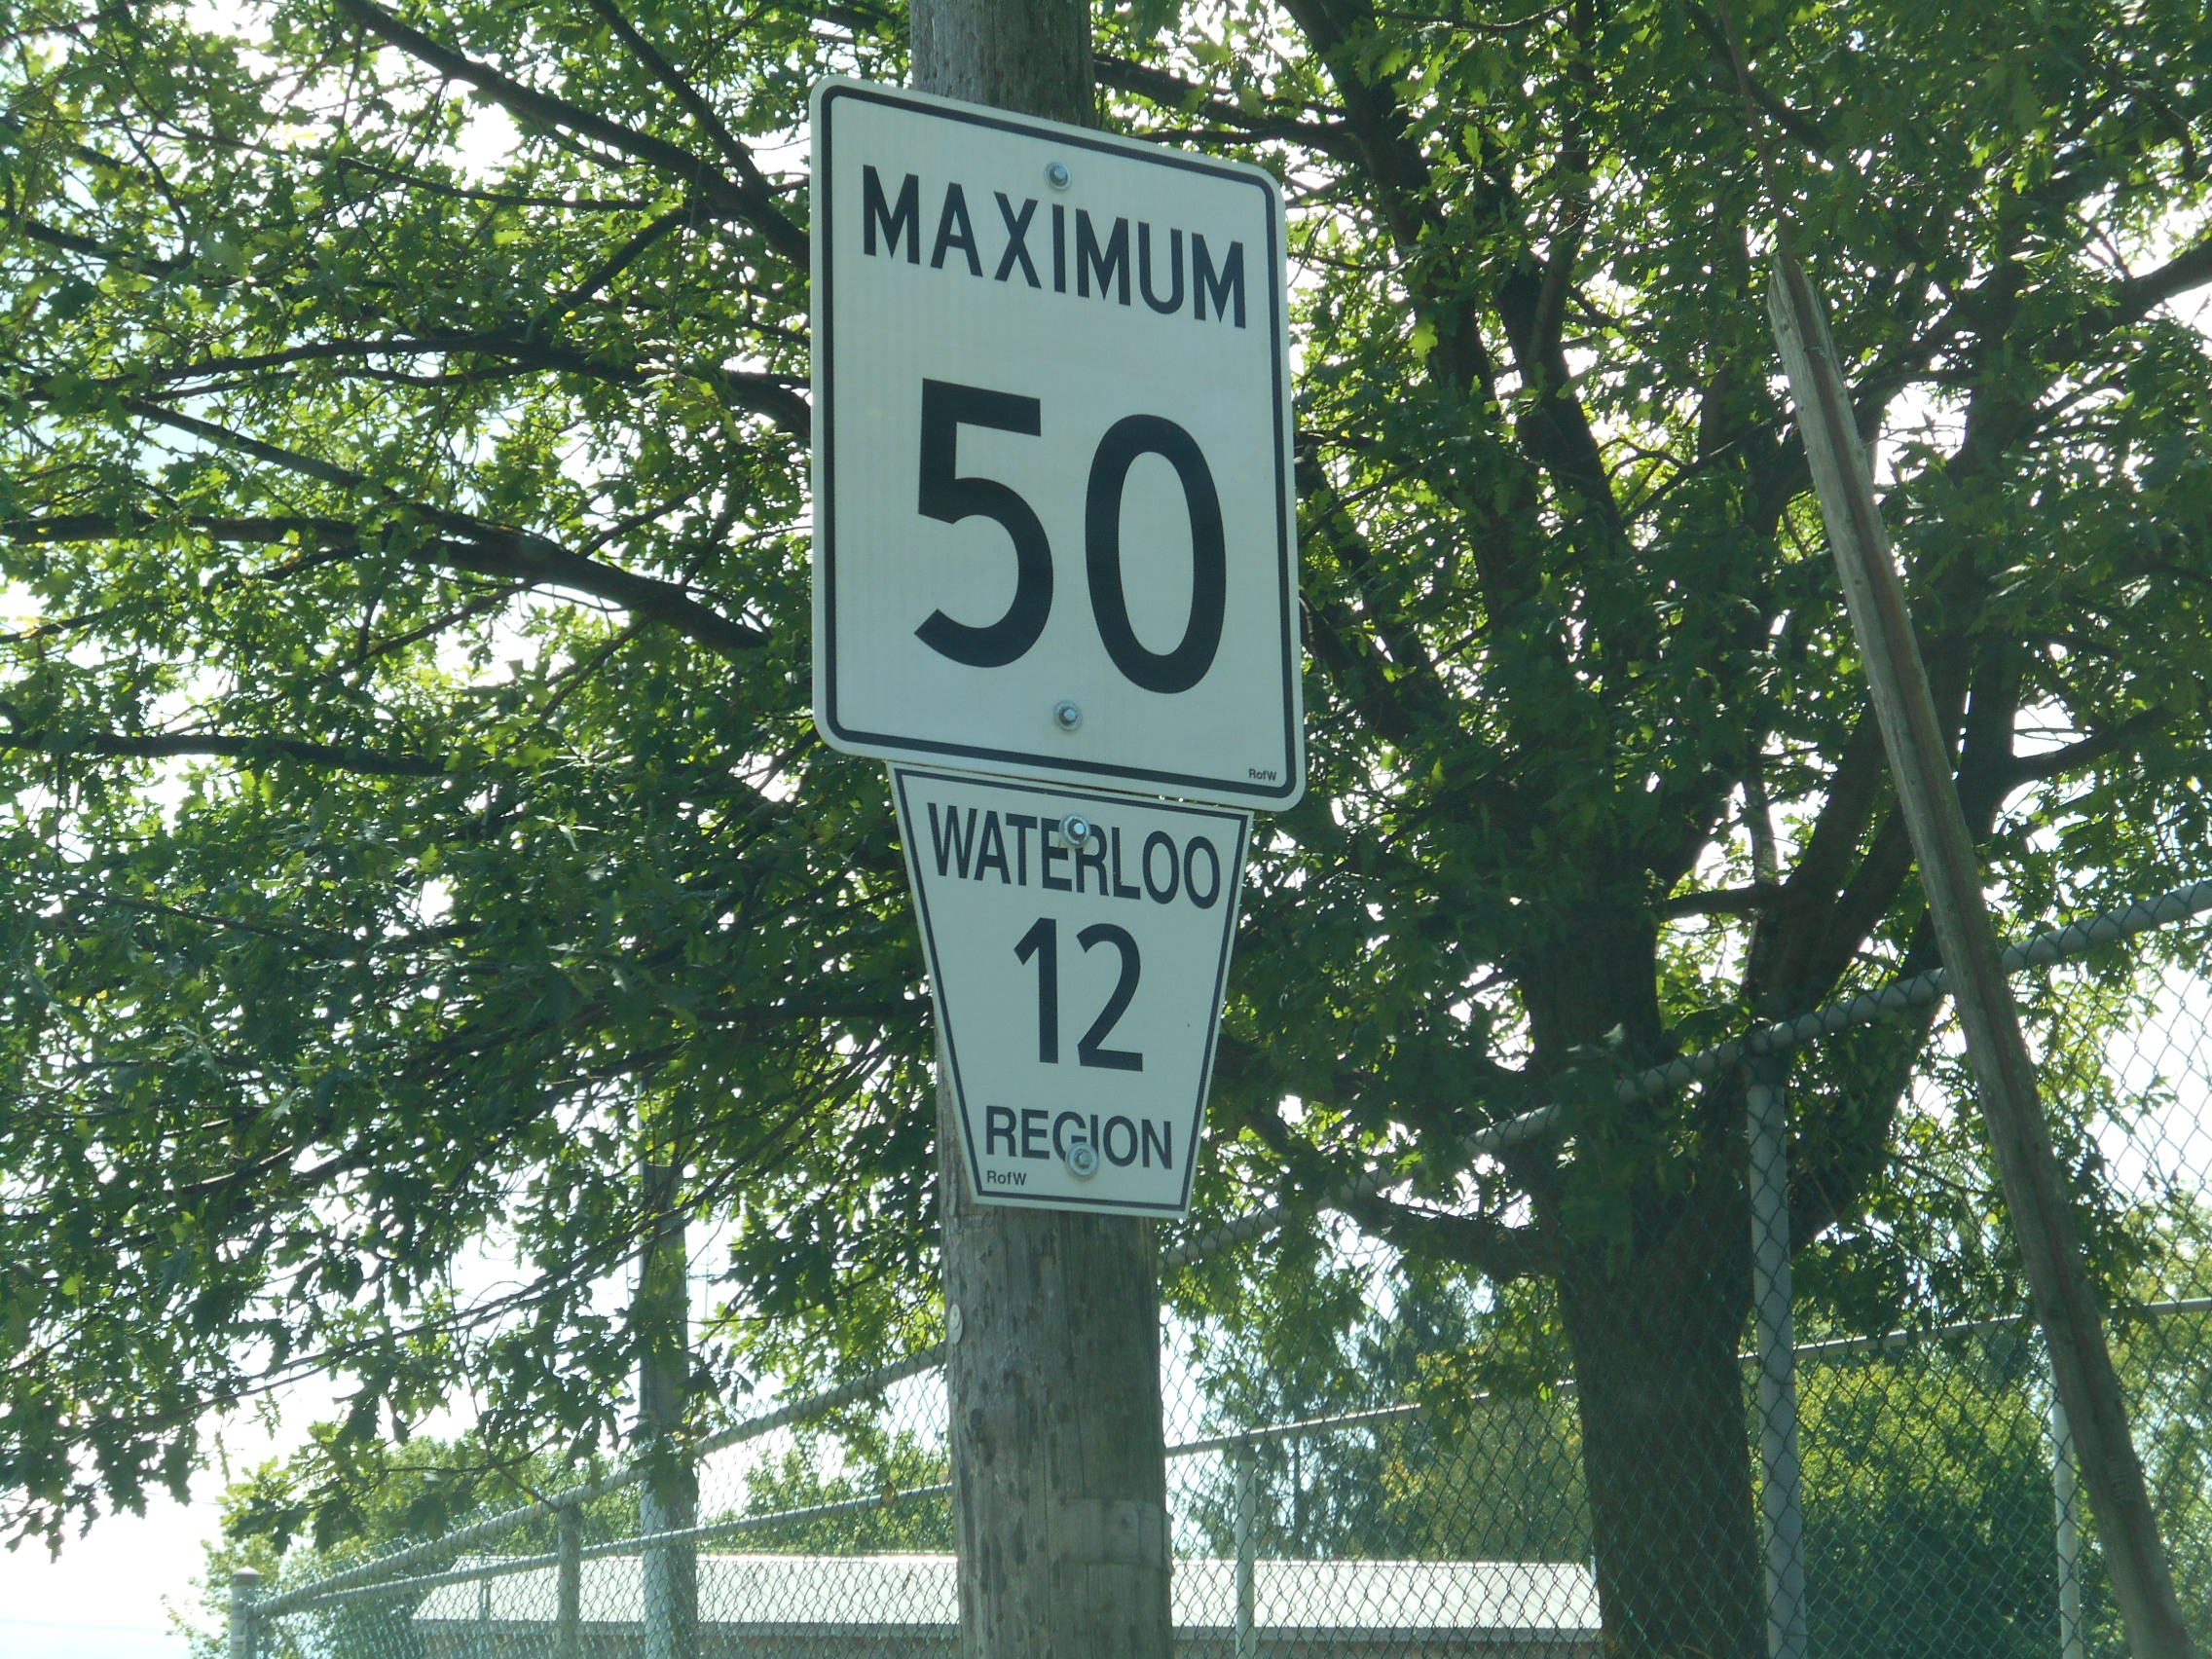 MAXIMUM
50
RofW
WATERLOO
12
REGION
RofW